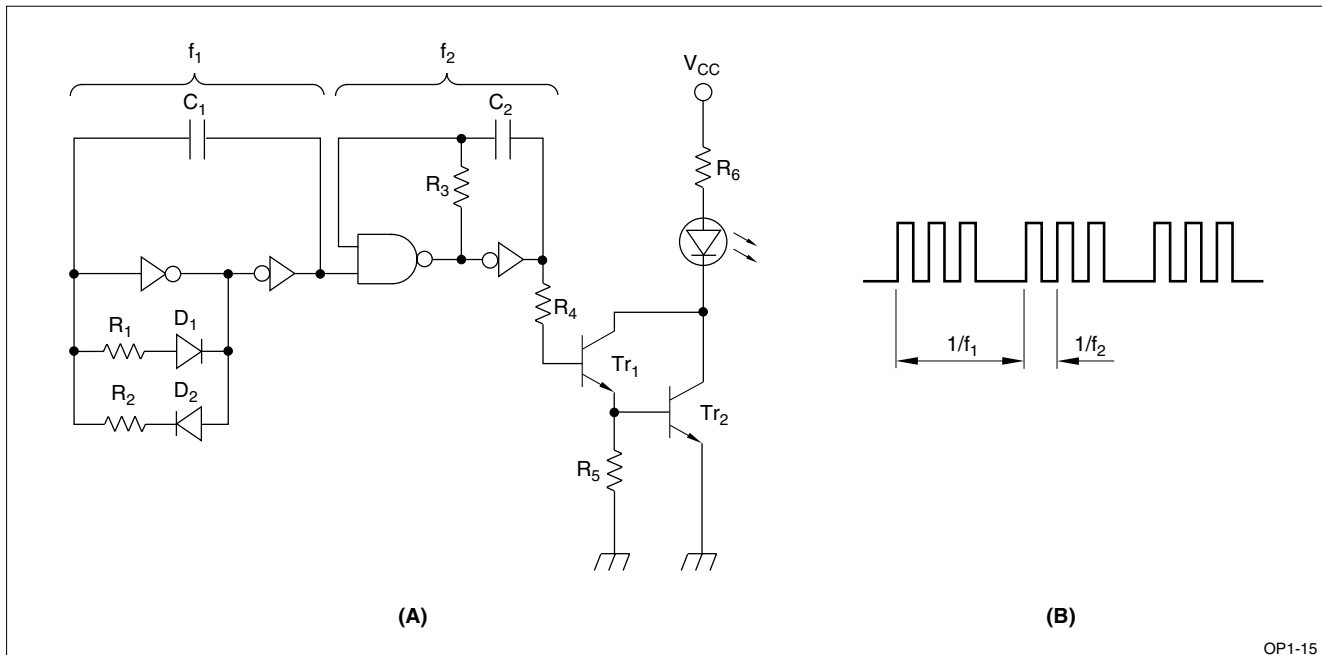 f1
f2
C1
C2
VCC
R3
R6
R1
D1
R2
D2
R4
Tr1
Tr2
R5
1/f1
1/f2
(A)
(B)
OP1-15